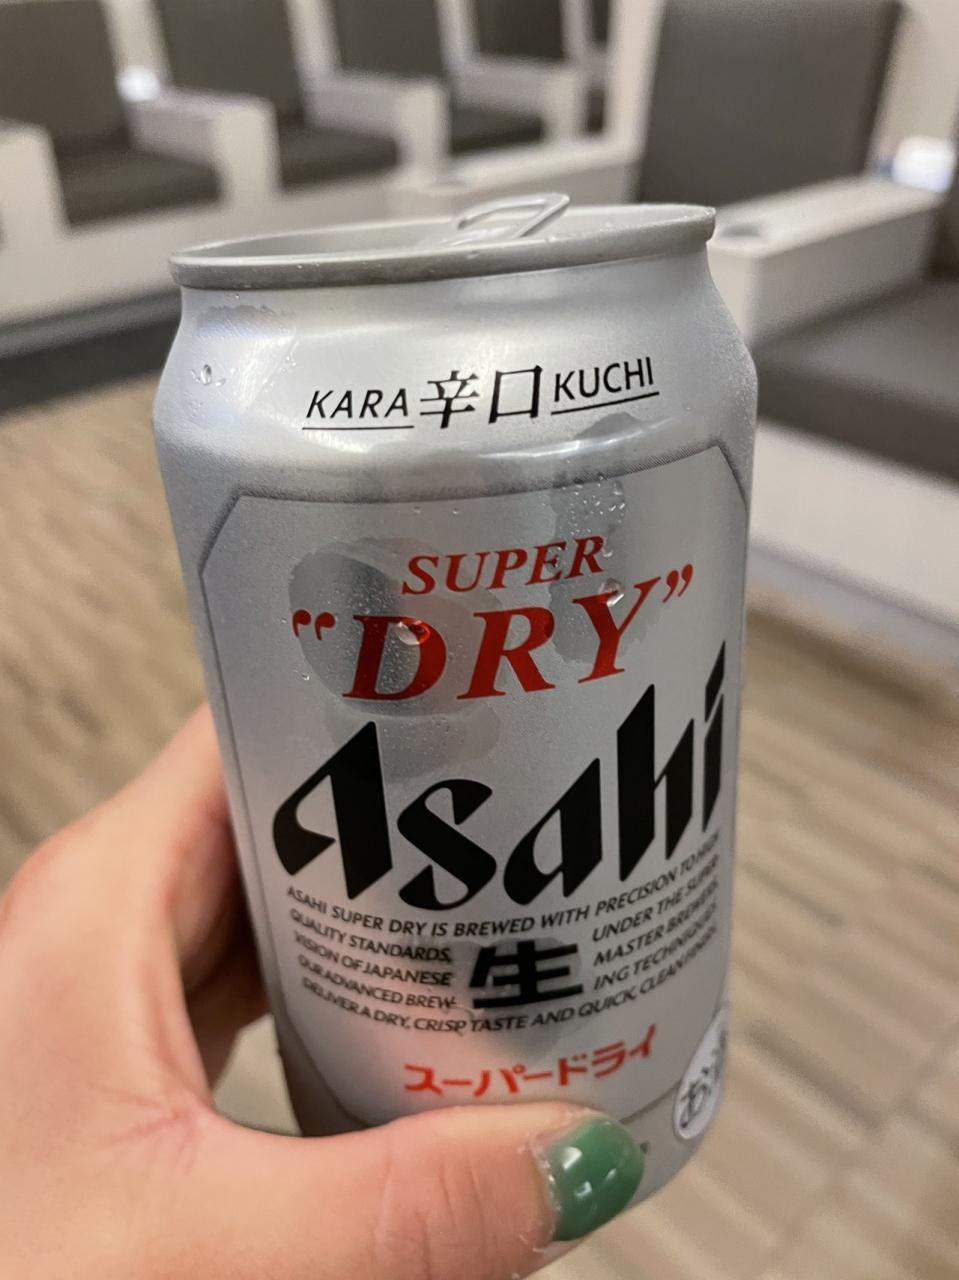 KARA 辛口 KUCHI
SUPER
"DRY"
Asahi
ASAHI SUPER DRY IS BREWED WITH PRECISION TO HIGH
QUALITY STANDARDS, UNDER THE SUPER-
VISION OF JAPANESE MASTER BREWERS.
OUR ADVANCED BREW- ING TECHNIQUES
DELIVER A DRY, CRISP TASTE AND QUICK, CLEAN FINISH.
生
スーパードライ